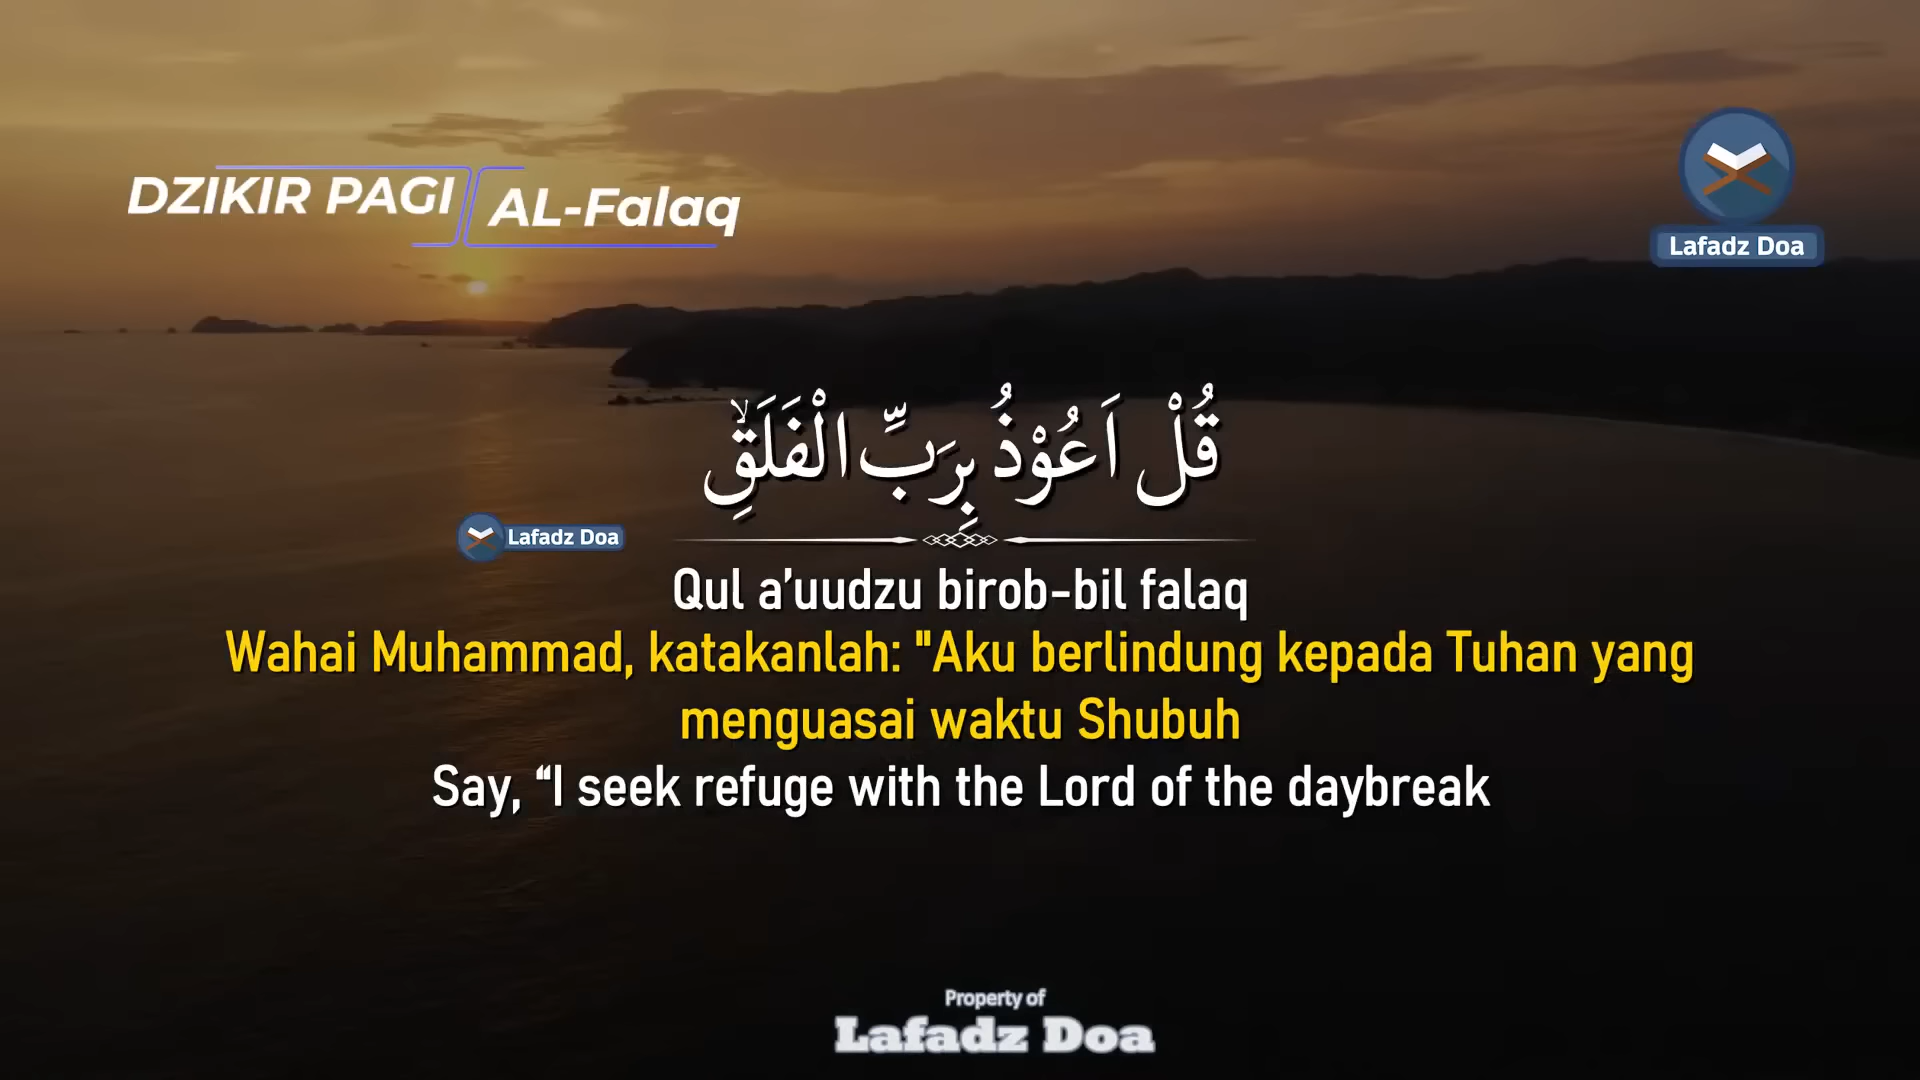 DZIKIR PAGI
AL-Falaq
Lafadz Doa
قُلْ اَعُوْذُ بِرَبِّ الْفَلَقِۙ
Lafadz Doa
Qul a’uudzu birob-bil falaq
Wahai Muhammad, katakanlah: "Aku berlindung kepada Tuhan yang
menguasai waktu Shubuh
Say, “I seek refuge with the Lord of the daybreak
Property of
Lafadz Doa